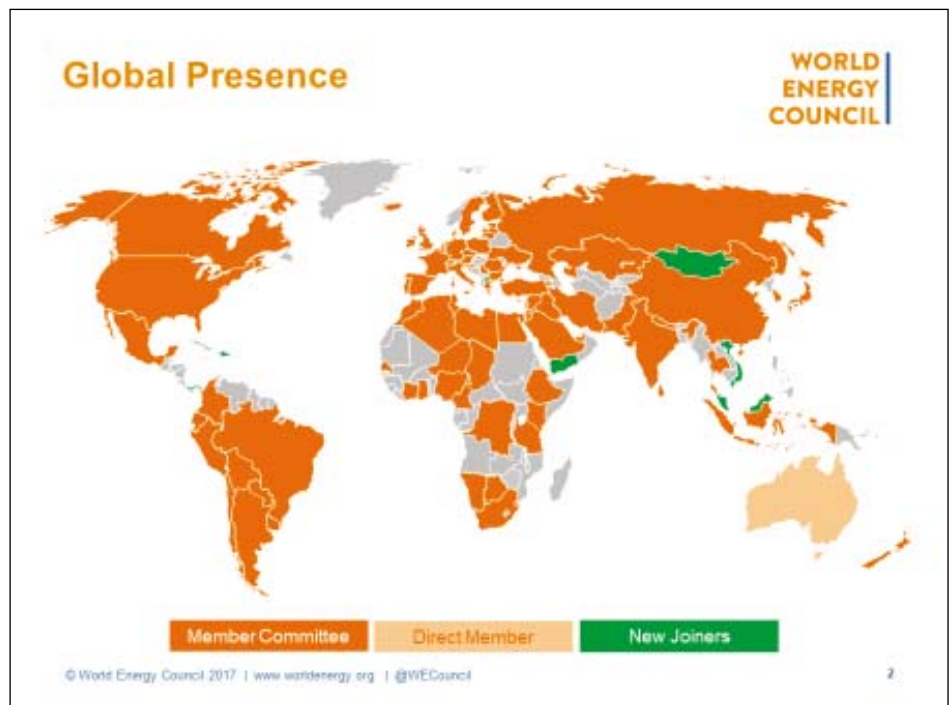 Global Presence
WORLD
ENERGY
COUNCIL
Member Committee
Direct Member
New Joiners
© World Energy Council 2017 | www.worldenergy.org | @WECouncil
2